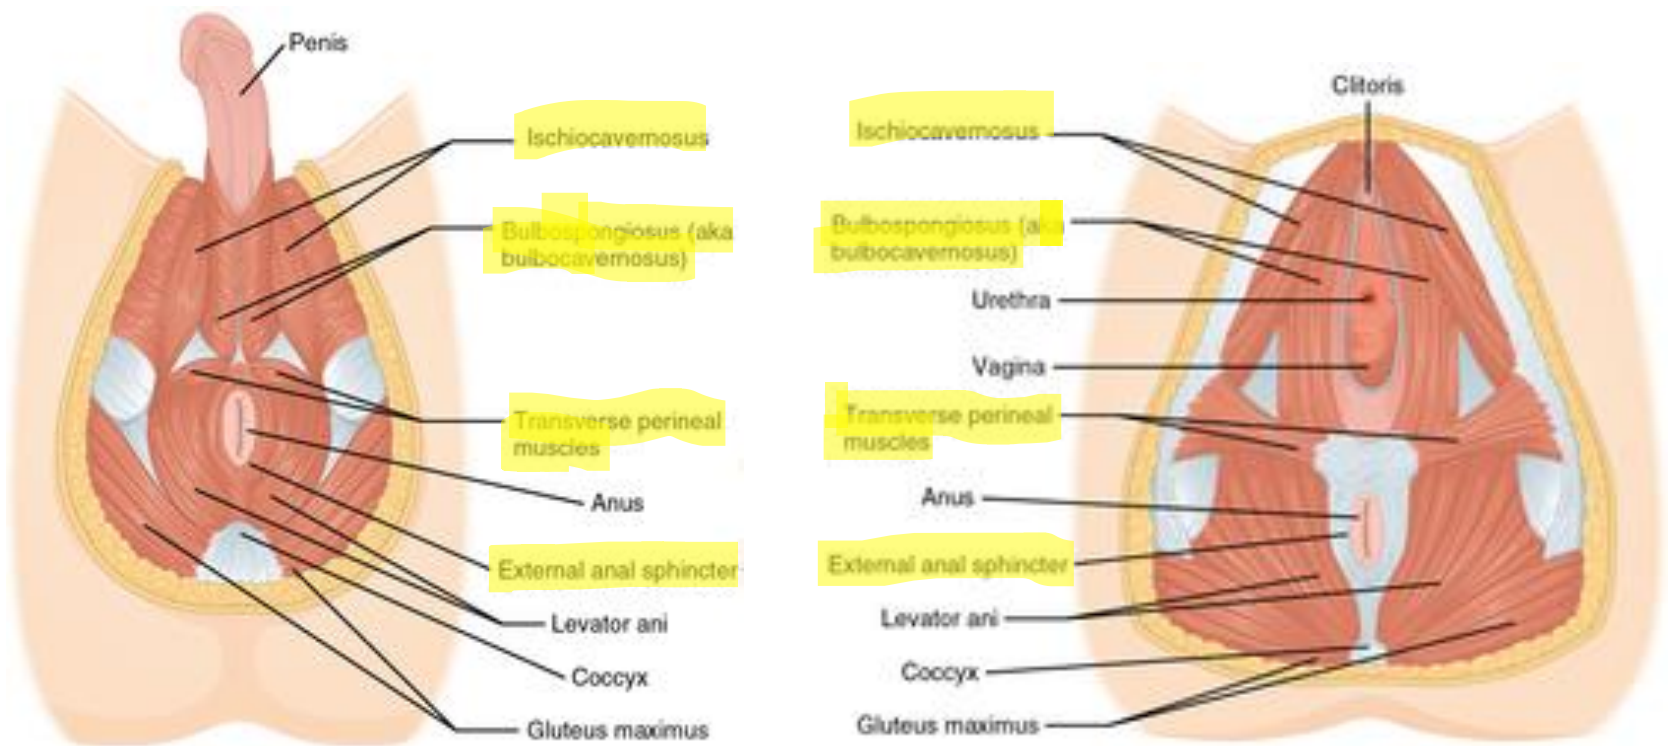 Penis
Ischiocavernosus
Bulbospongiosus (aka
bulbocavernosus)
Transverse perineal
muscles
Anus
External anal sphincter
Levator ani
Coccyx
Gluteus maximus
Clitoris
Ischiocavernosus
Bulbospongiosus (aka
bulbocavernosus)
Urethra
Vagina
Transverse perineal
muscles
Anus
External anal sphincter
Levator ani
Coccyx
Gluteus maximus